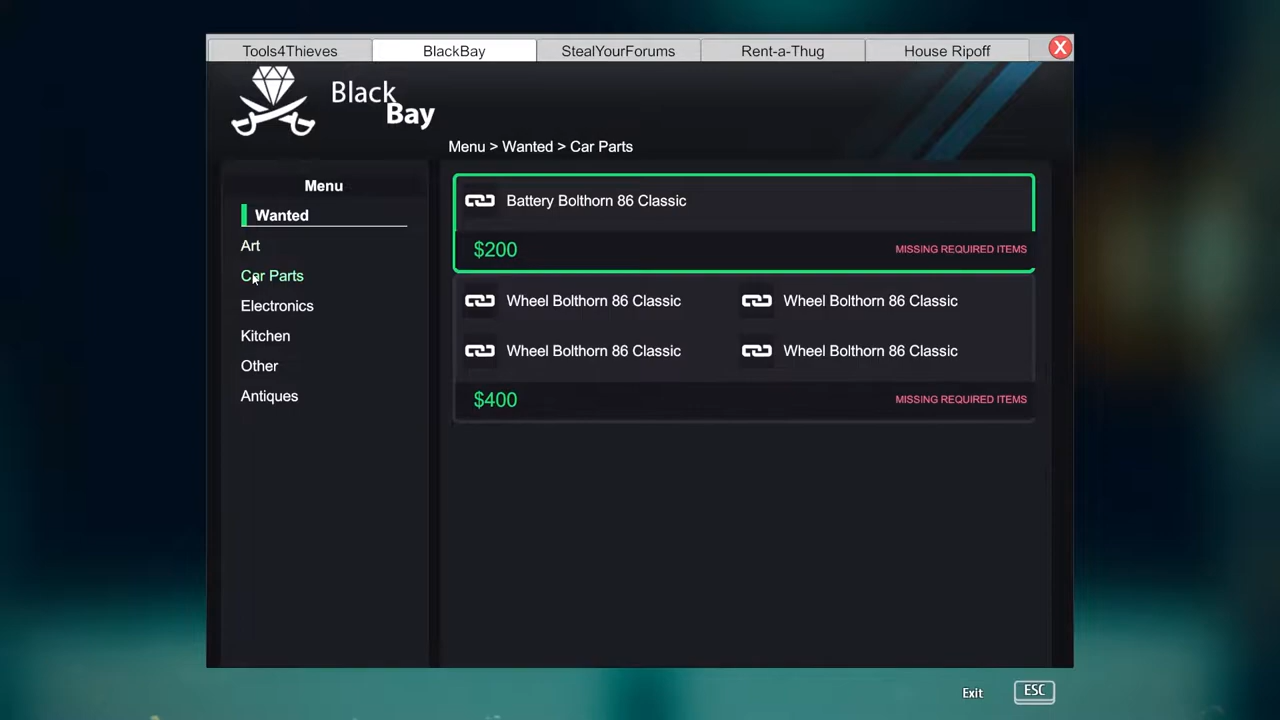 Tools4Thieves BlackBay StealYourForums Rent-a-Thug House Ripoff X
Black
Bay
Menu > Wanted > Car Parts
Menu
Wanted
Art
Car Parts
Electronics
Kitchen
Other
Antiques
Battery Bolthorn 86 Classic
$200 MISSING REQUIRED ITEMS
Wheel Bolthorn 86 Classic Wheel Bolthorn 86 Classic
Wheel Bolthorn 86 Classic Wheel Bolthorn 86 Classic
$400 MISSING REQUIRED ITEMS
Exit ESC